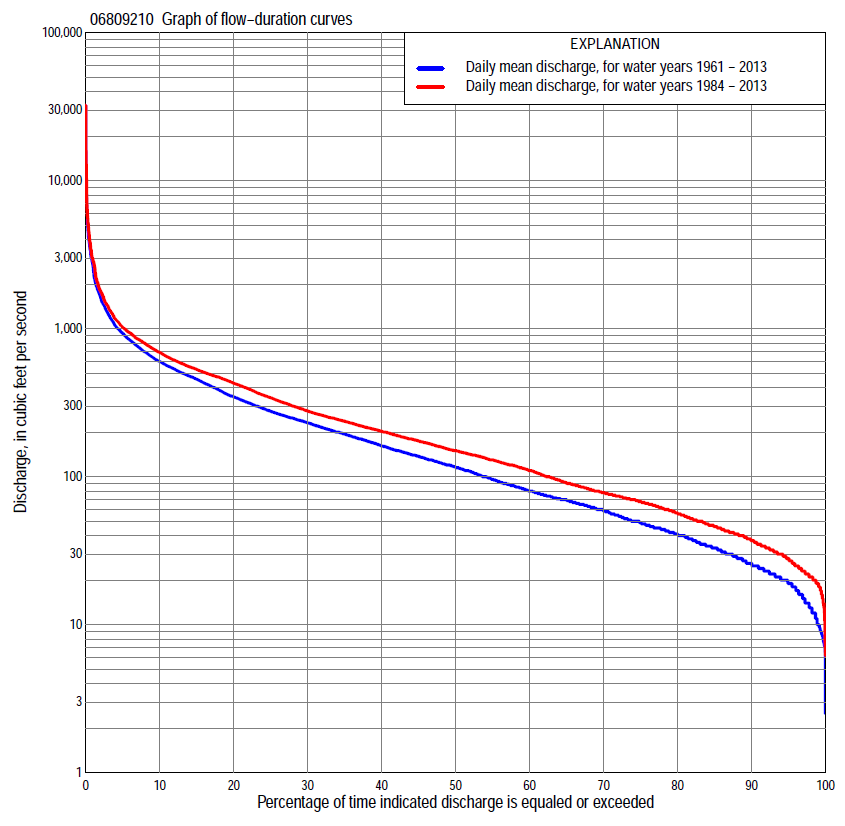 06809210 Graph of flow−duration curves
EXPLANATION
Daily mean discharge, for water years 1961 − 2013
Daily mean discharge, for water years 1984 − 2013
Discharge, in cubic feet per second
100,000
30,000
10,000
3,000
1,000
300
100
30
10
3
1
0 10 20 30 40 50 60 70 80 90 100
Percentage of time indicated discharge is equaled or exceeded